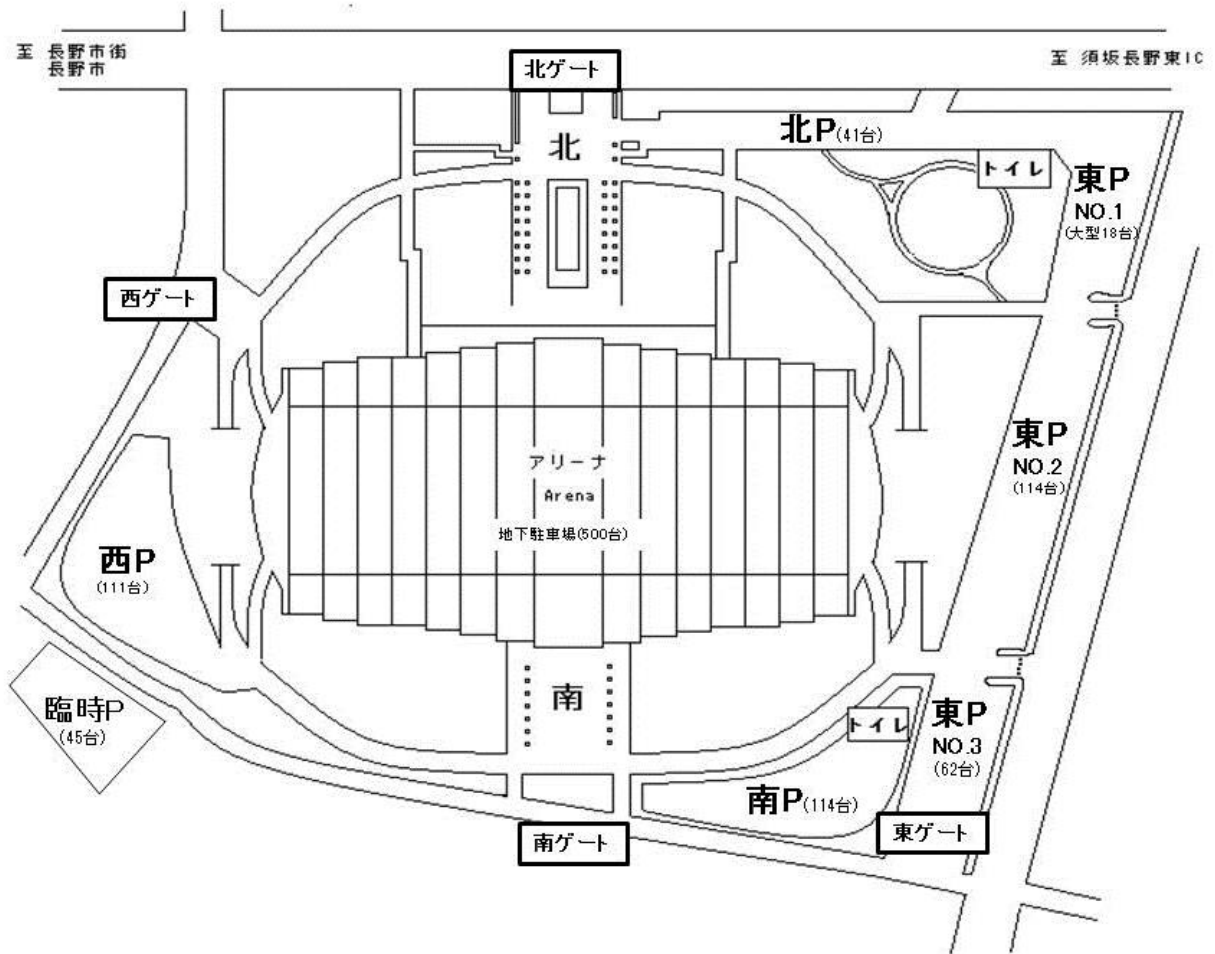 至 長野市街
長野市
北ゲート
至 須坂長野東IC
北P(41台)
北
トイレ
東P
NO.1
(大型18台)
西ゲート
東P
NO.2
(114台)
アリーナ
Arena
地下駐車場(500台)
西P
(111台)
臨時P
(45台)
南
トイレ
東P
NO.3
(62台)
南P(114台)
南ゲート
東ゲート